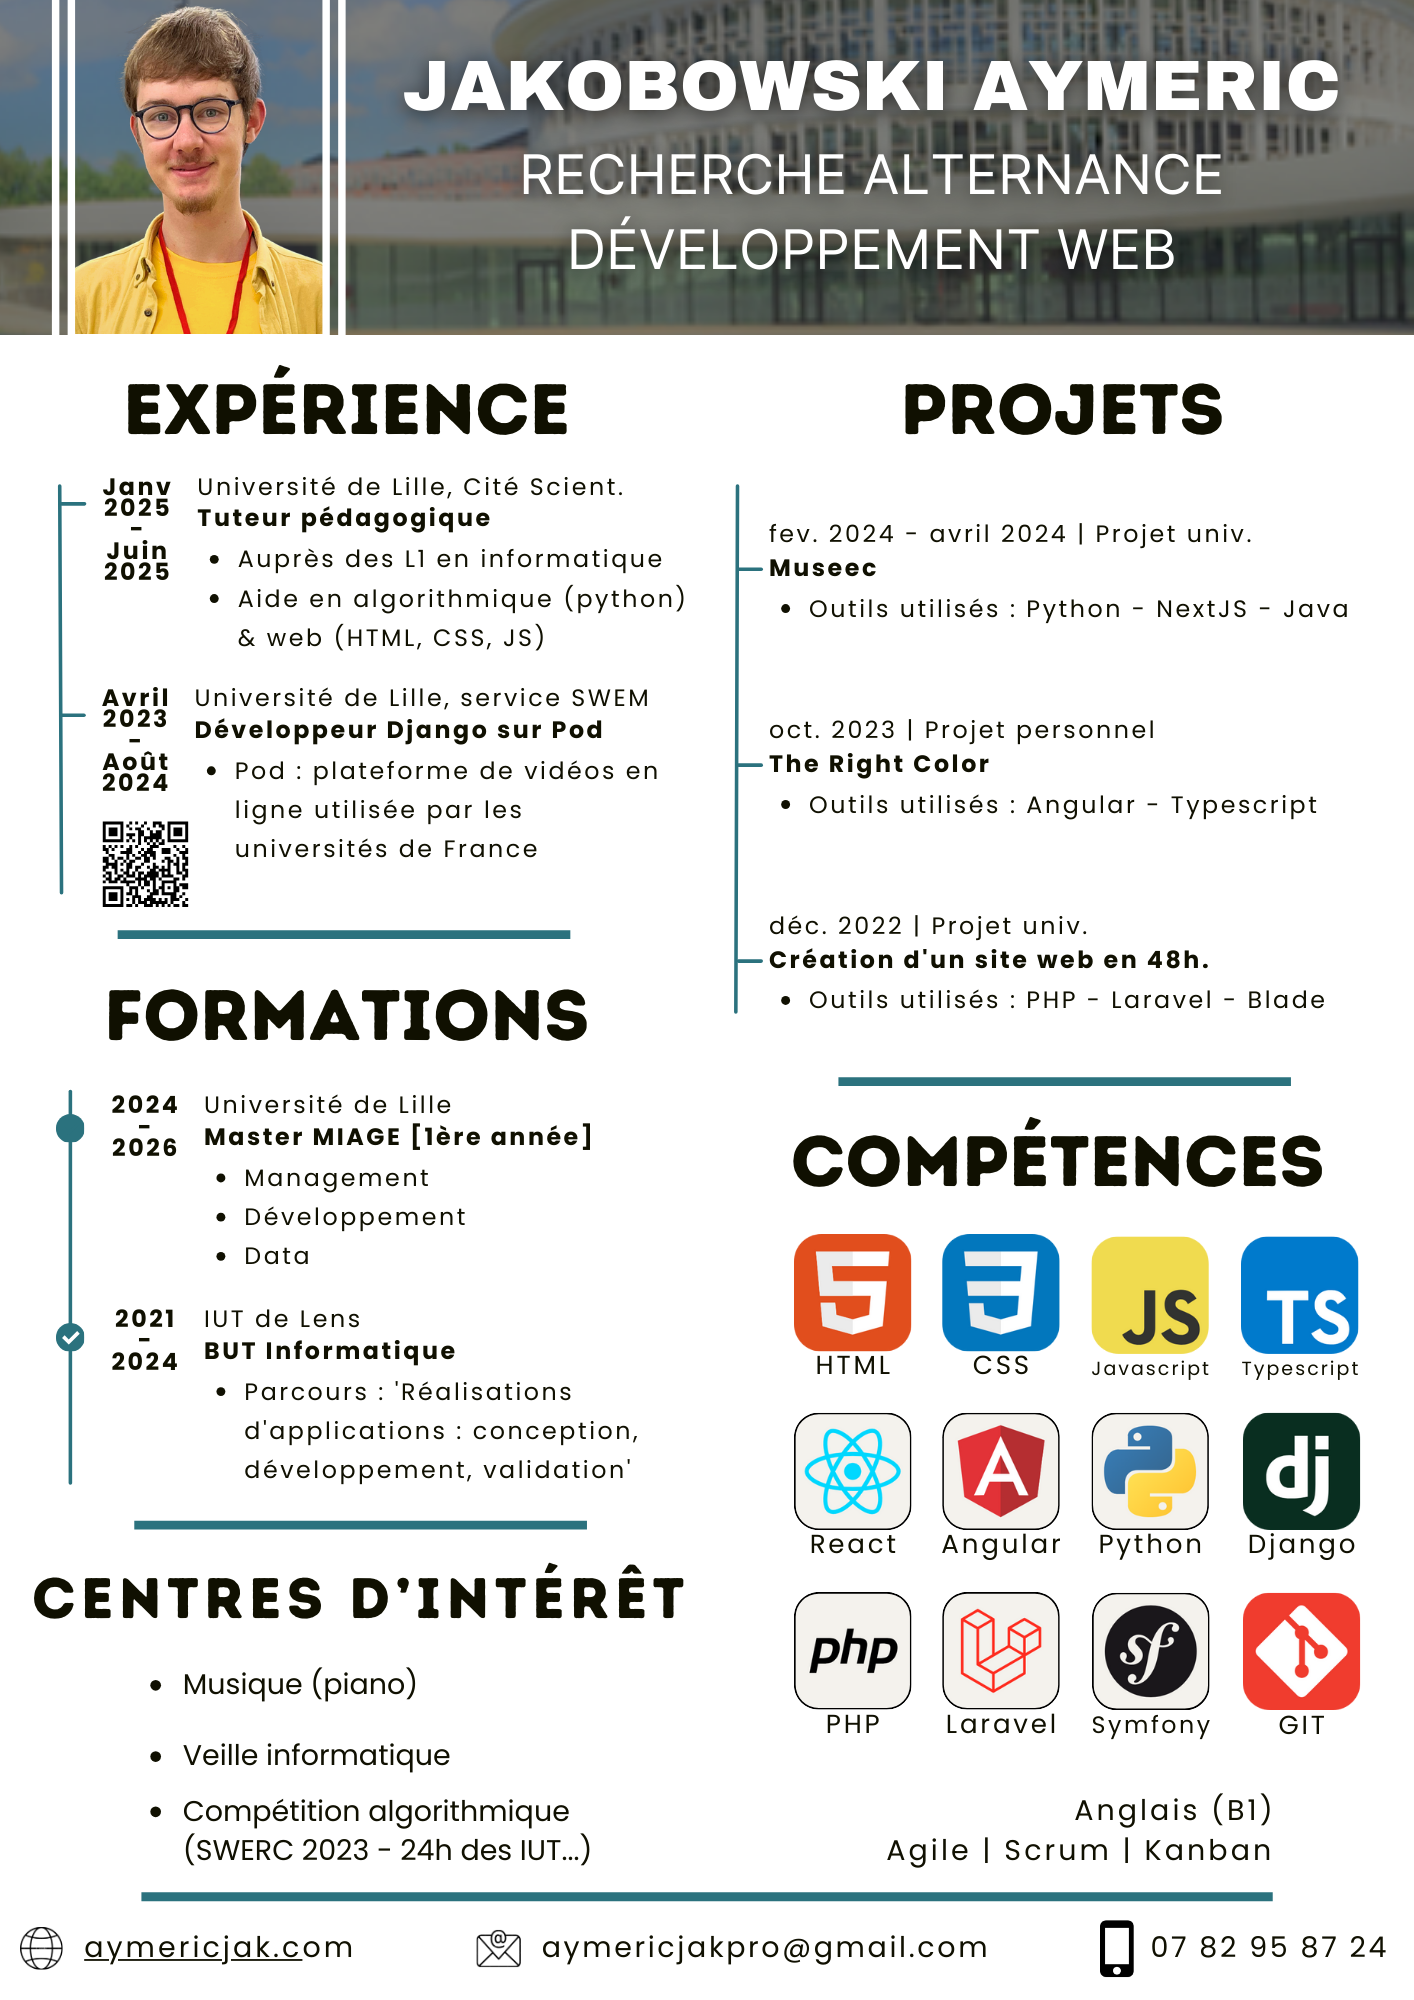 JAKOBOWSKI AYMERIC
RECHERCHE ALTERNANCE
DÉVELOPPEMENT WEB
EXPÉRIENCE
Janv
2025
-
Juin
2025
Université de Lille, Cité Scient.
Tuteur pédagogique
• Auprès des L1 en informatique
• Aide en algorithmique (python)
& web (HTML, CSS, JS)
Avril
2023
-
Août
2024
Université de Lille, service SWEM
Développeur Django sur Pod
• Pod : plateforme de vidéos en
ligne utilisée par les
universités de France
FORMATIONS
2024
-
2026
Université de Lille
Master MIAGE [1ère année]
• Management
• Développement
• Data
2021
-
2024
IUT de Lens
BUT Informatique
• Parcours : 'Réalisations
d'applications : conception,
développement, validation'
CENTRES D’INTÉRÊT
• Musique (piano)
• Veille informatique
• Compétition algorithmique
(SWERC 2023 - 24h des IUT...)
PROJETS
fev. 2024 - avril 2024 | Projet univ.
Museec
• Outils utilisés : Python - NextJS - Java
oct. 2023 | Projet personnel
The Right Color
• Outils utilisés : Angular - Typescript
déc. 2022 | Projet univ.
Création d'un site web en 48h.
• Outils utilisés : PHP - Laravel - Blade
COMPÉTENCES
JS TS
HTML CSS Javascript Typescript
dj
React Angular Python Django
php sf
PHP Laravel Symfony GIT
Anglais (B1)
Agile | Scrum | Kanban
aymericjak.com aymericjakpro@gmail.com 07 82 95 87 24